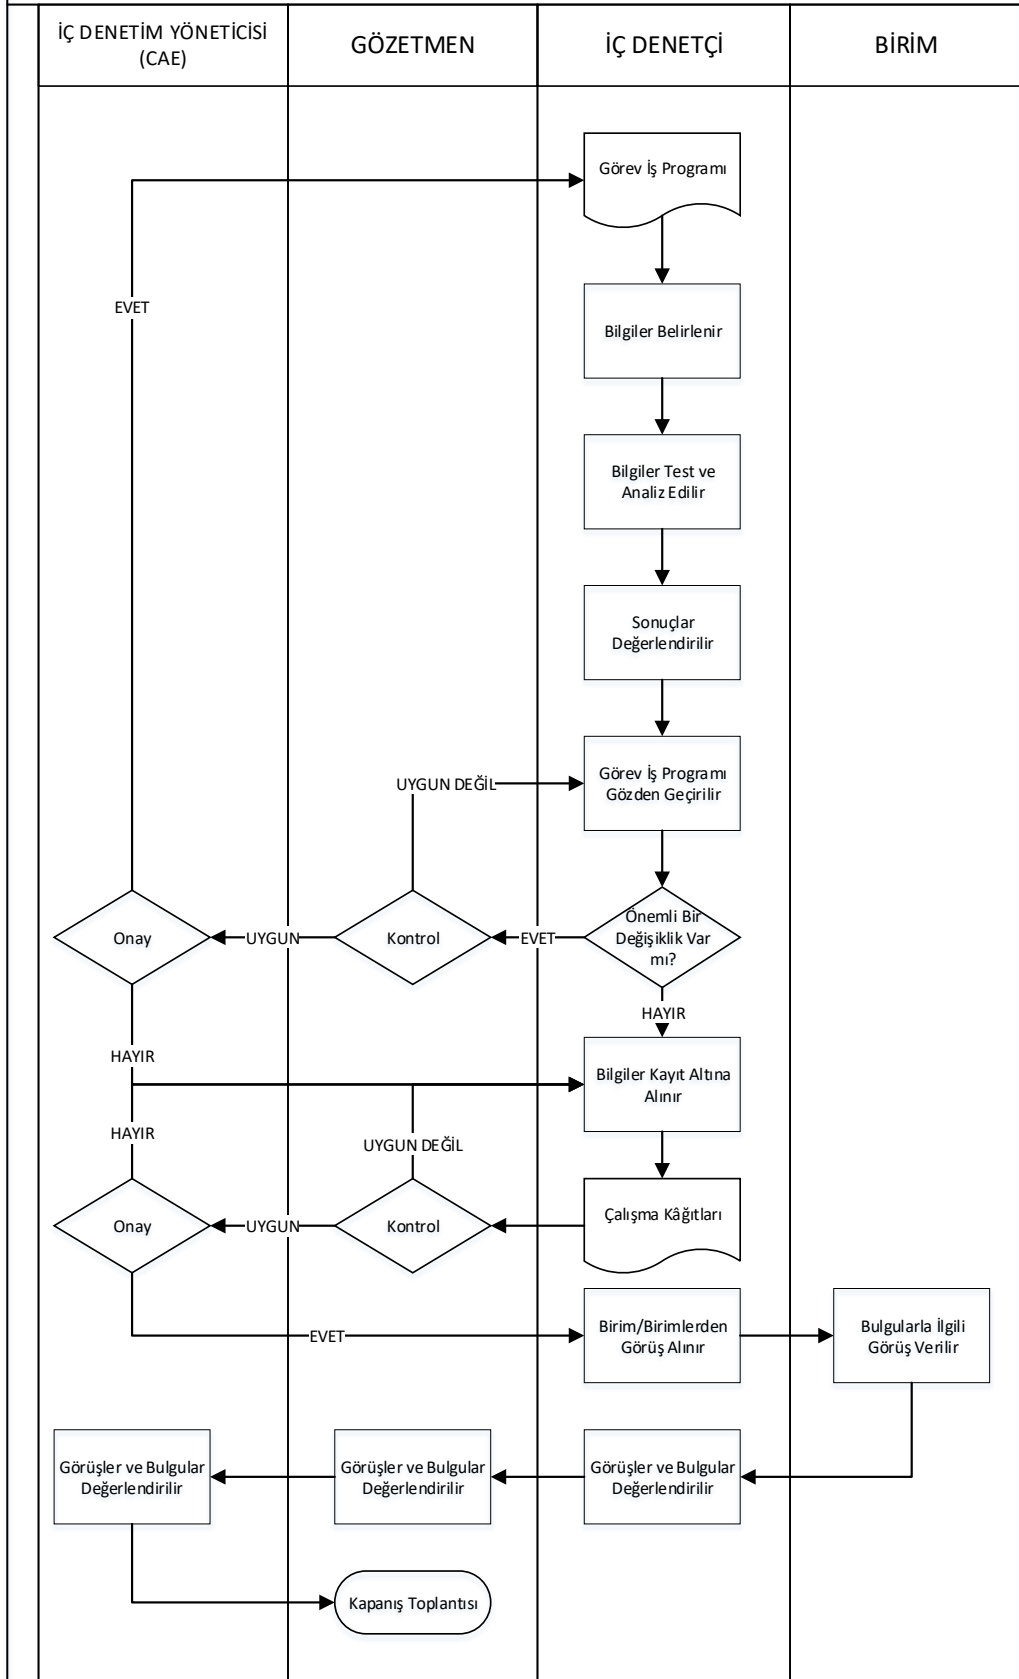 İÇ DENETİM YÖNETİCİSİ
(CAE)
GÖZETMEN
İÇ DENETÇİ
BİRİM
Görev İş Programı
EVET
Bilgiler Belirlenir
Bilgiler Test ve
Analiz Edilir
Sonuçlar
Değerlendirilir
UYGUN DEĞİL
Görev İş Programı
Gözden Geçirilir
Onay
UYGUN
Kontrol
EVET
Önemli Bir
Değişiklik Var
mı?
HAYIR
HAYIR
Bilgiler Kayıt Altına
Alınır
HAYIR
UYGUN DEĞİL
Onay
UYGUN
Kontrol
Çalışma Kâğıtları
EVET
Birim/Birimlerden
Görüş Alınır
Bulgularla İlgili
Görüş Verilir
Görüşler ve Bulgular
Değerlendirilir
Görüşler ve Bulgular
Değerlendirilir
Görüşler ve Bulgular
Değerlendirilir
Kapanış Toplantısı